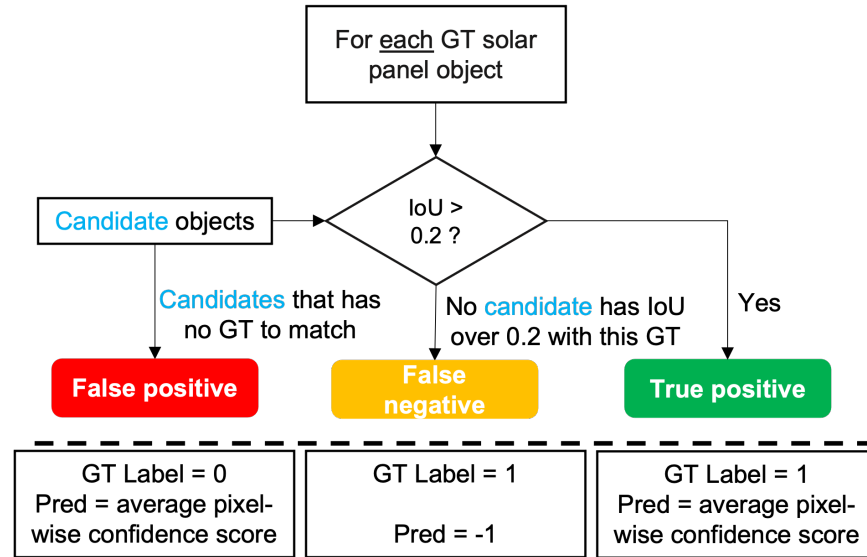 For each GT solar
panel object
Candidate objects
IoU >
0.2 ?
Candidates that has
no GT to match
No candidate has IoU
over 0.2 with this GT
Yes
False positive
False
negative
True positive
GT Label = 0
Pred = average pixel-
wise confidence score
GT Label = 1
Pred = -1
GT Label = 1
Pred = average pixel-
wise confidence score